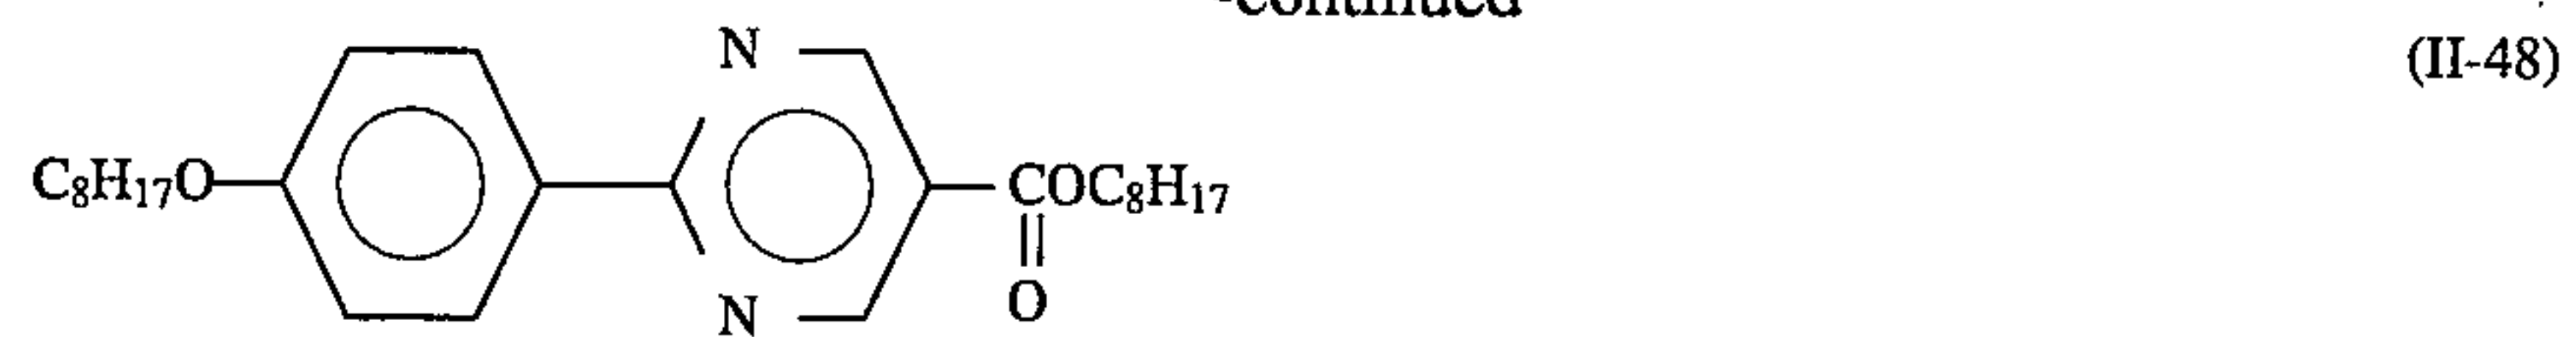 -continued
(II-48)
N
C₈H₁₇O
COC₈H₁₇
O
N